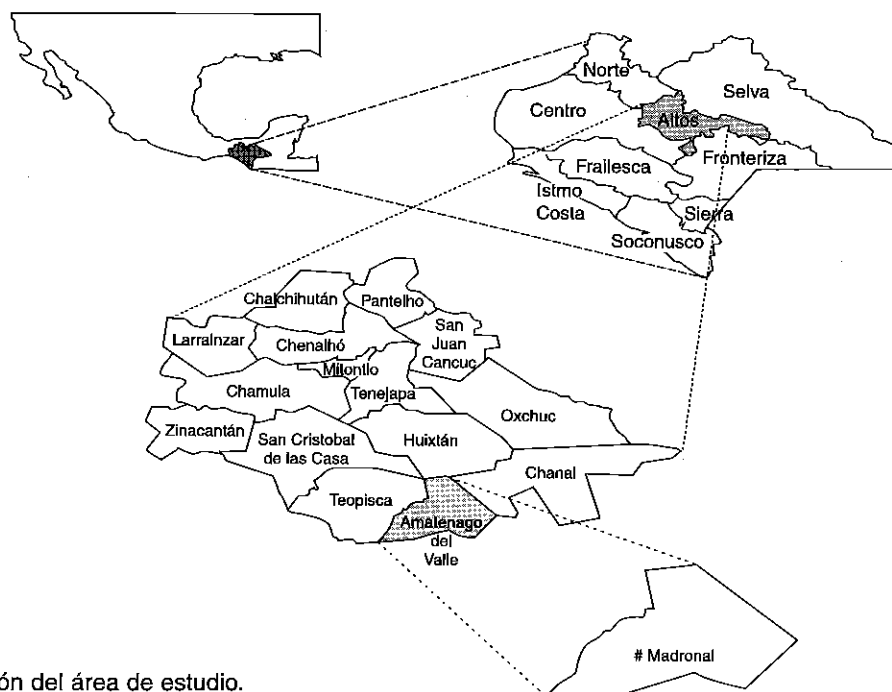 Norte
Selva
Centro
Altos
Fronteriza
Frailesca
Istmo
Costa
Sierra
Soconusco
Chalchihután
Pantelho
Larrainzar
Chenalhó
San
Juan
Cancuc
Mitontlo
Chamula
Tenejapa
Oxchuc
Zinacantán
San Cristobal
de las Casa
Huixtán
Chanal
Teopisca
Amatenago
del
Valle
# Madronal
ón del área de estudio.